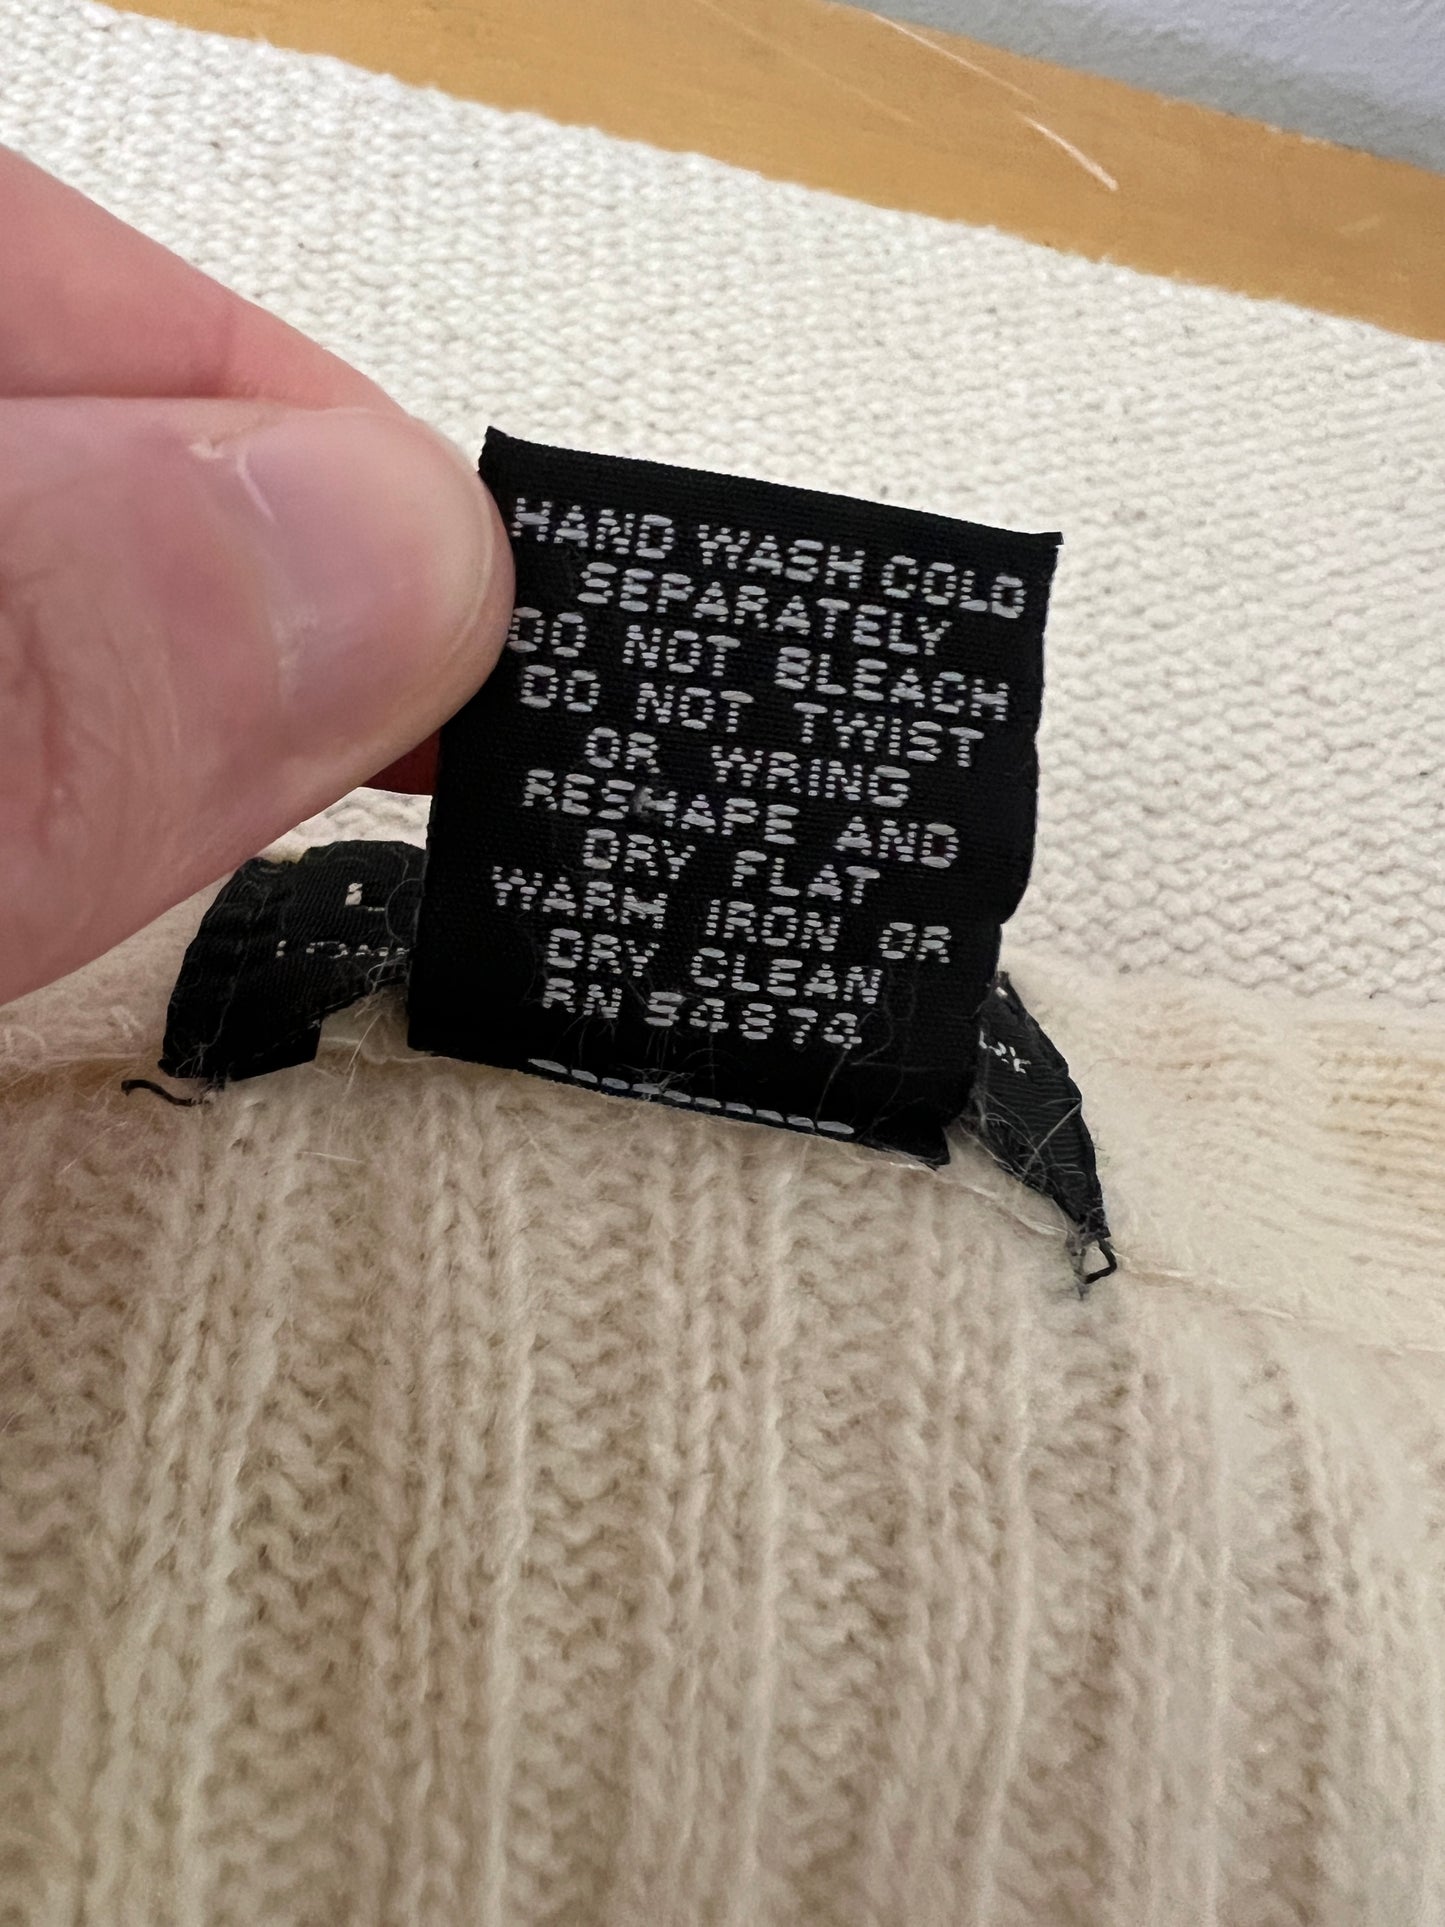 HAND WASH COLD
SEPARATELY
DO NOT BLEACH
DO NOT TWIST
OR WRING
RESHAPE AND
DRY FLAT
WARM IRON OR
DRY CLEAN
RN 54874